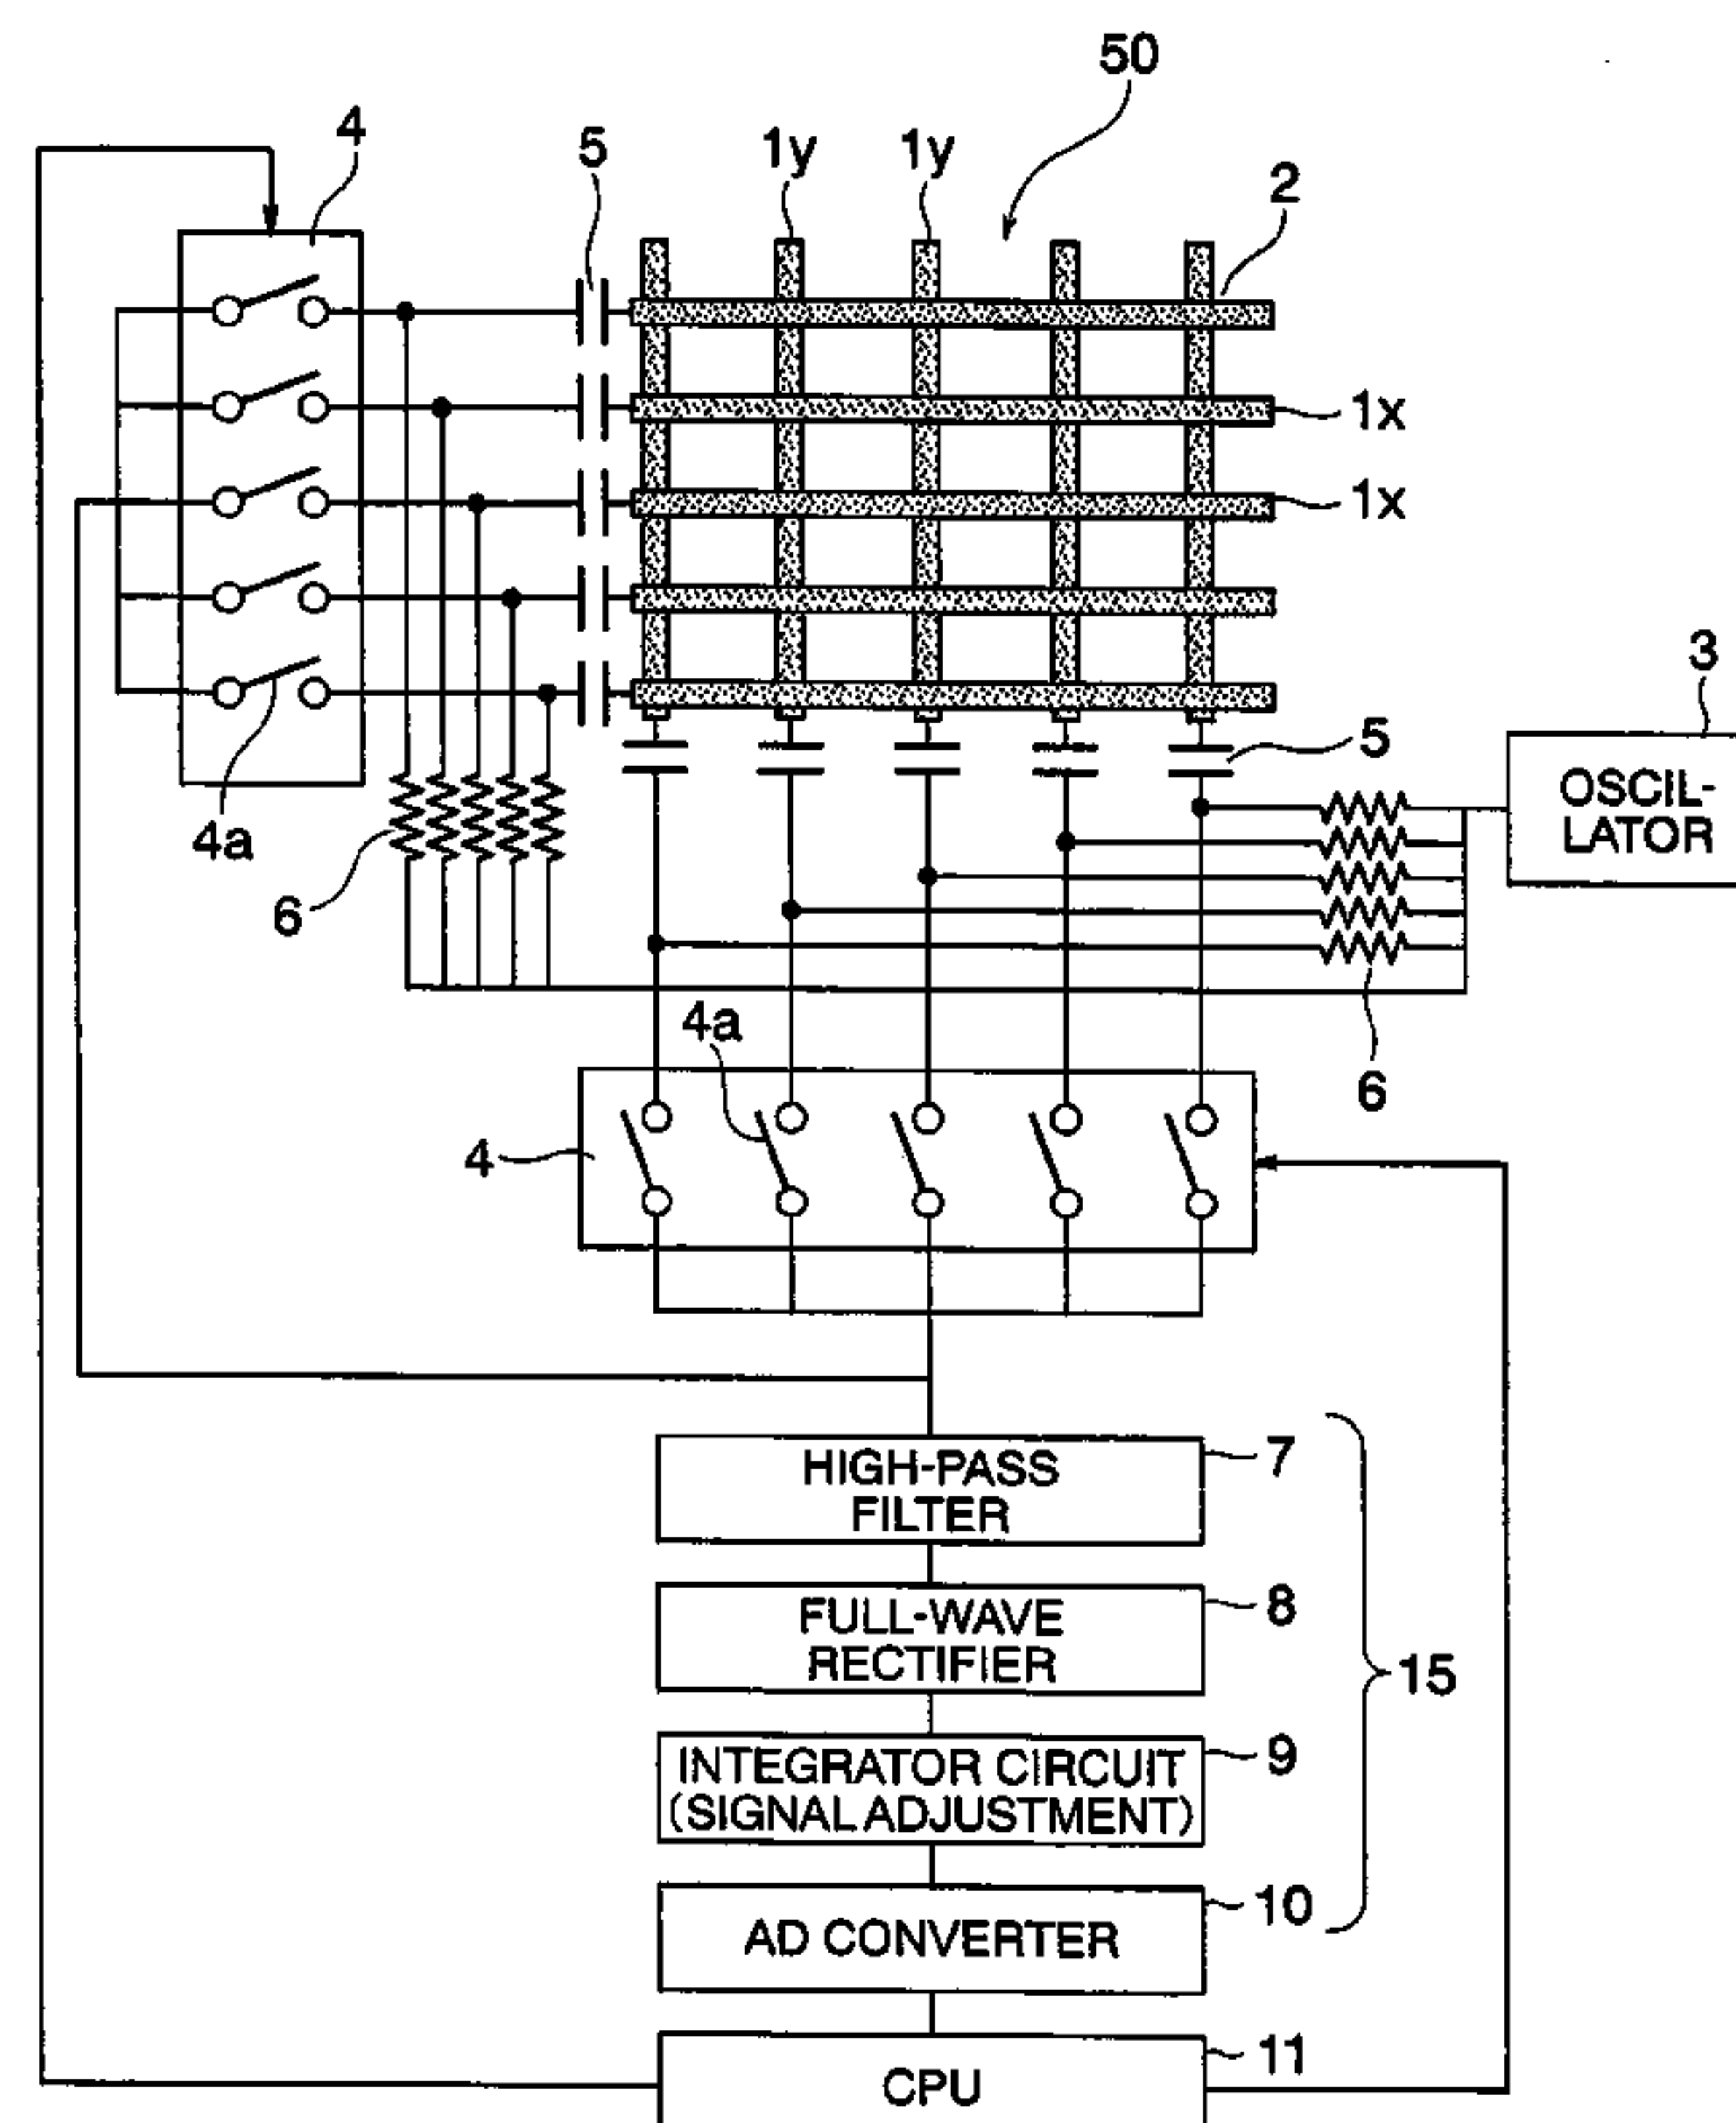 50
4
5
1y
1y
2
1x
1x
3
OSCIL-
LATOR
5
4a
6
4a
6
4
HIGH-PASS
FILTER
7
FULL-WAVE
RECTIFIER
8
15
INTEGRATOR CIRCUIT
(SIGNAL ADJUSTMENT)
9
AD CONVERTER
10
CPU
11